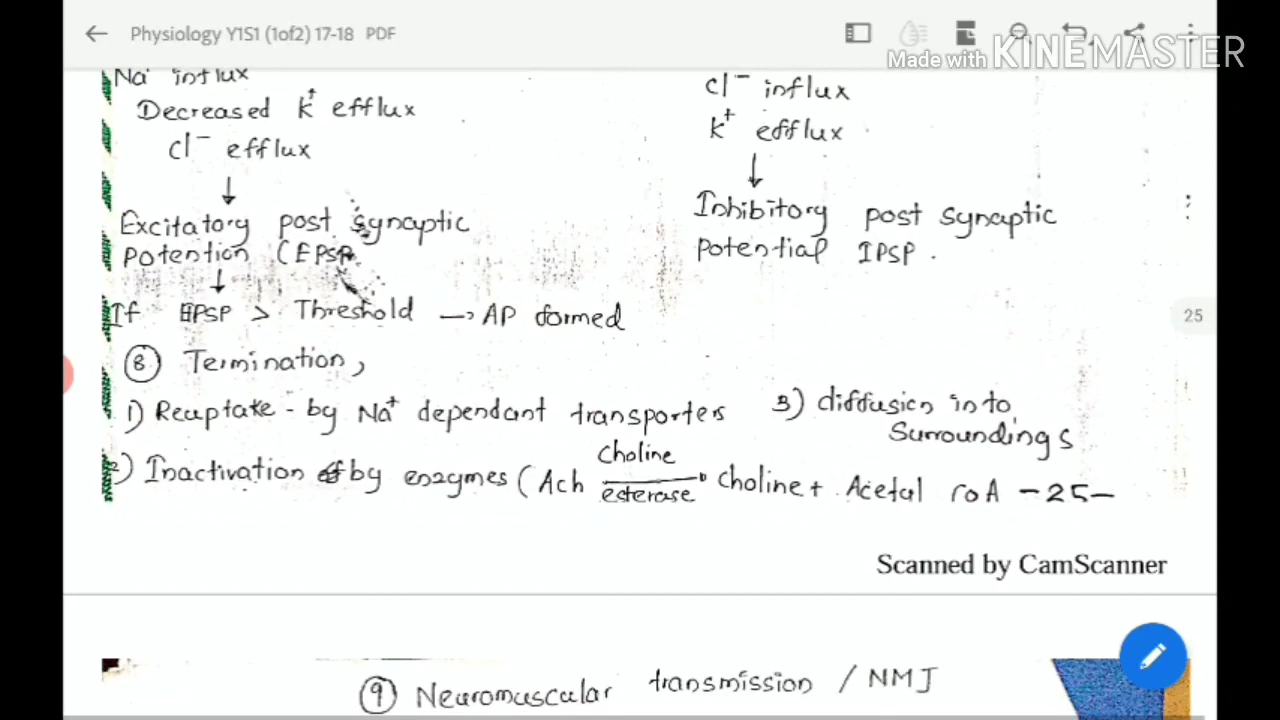 Physiology Y1S1 (1of2) 17-18 PDF
Made with KINEMASTER
Na influx
Decreased K+ efflux
cl− efflux
↓
Excitatory post synaptic
potention (EPSP
↓
If EPSP > Threshold → AP formed
cl− influx
K+ efflux
↓
Inhibitory post synaptic
potential IPSP.
25
⑧ Termination,
1) Reuptake - by Na+ dependant transporters
2) Inactivation by enzymes (Ach choline esterase → choline + Acetal coA -25-
3) diffusion into
surroundings
Scanned by CamScanner
⑨ Neuromuscular transmission / NMJ